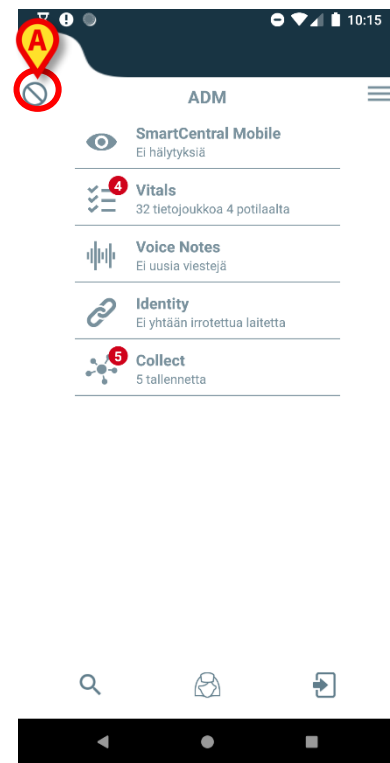 10:15
A
ADM
SmartCentral Mobile
Ei hälytyksiä
4
Vitals
32 tietojoukkoa 4 potilaalta
Voice Notes
Ei uusia viestejä
Identity
Ei yhtään irrotettua laitetta
5
Collect
5 tallennetta